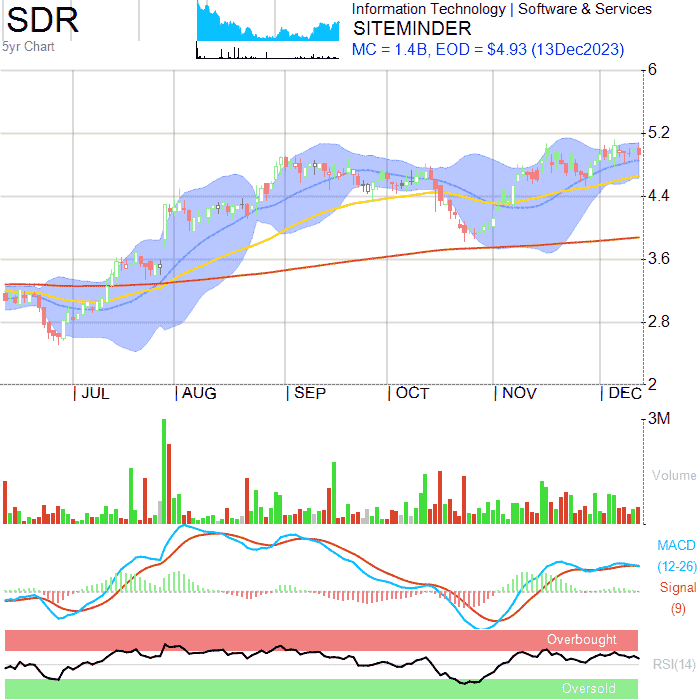 SDR
5yr Chart
Information Technology | Software & Services
SITEMINDER
MC = 1.4B, EOD = $4.93 (13Dec2023)
6
5.2
4.4
3.6
2.8
2
| JUL | AUG | SEP | OCT | NOV | DEC
3M
Volume
MACD
(12-26)
Signal
(9)
Overbought
RSI(14)
Oversold